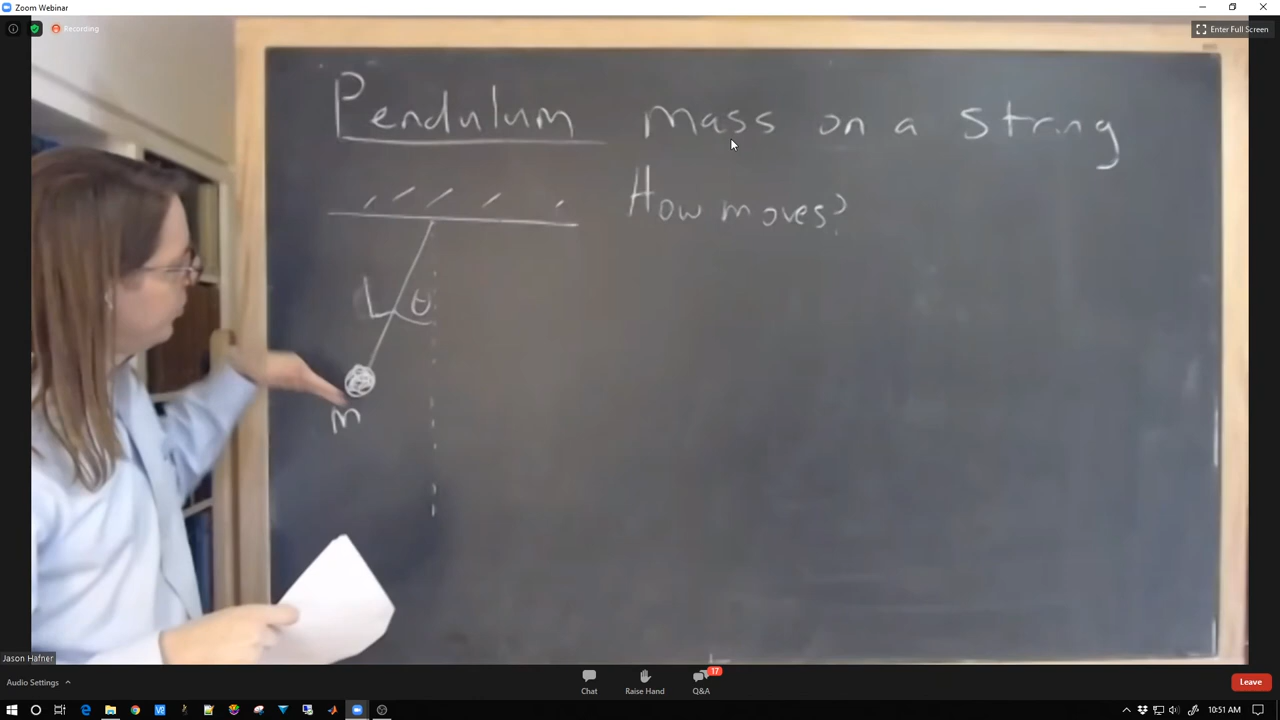 Zoom Webinar
Recording
Enter Full Screen
Pendulum mass on a string
How moves?
L θ
m
Jason Hafner
Audio Settings
Chat
Raise Hand
17
Q&A
Leave
10:51 AM